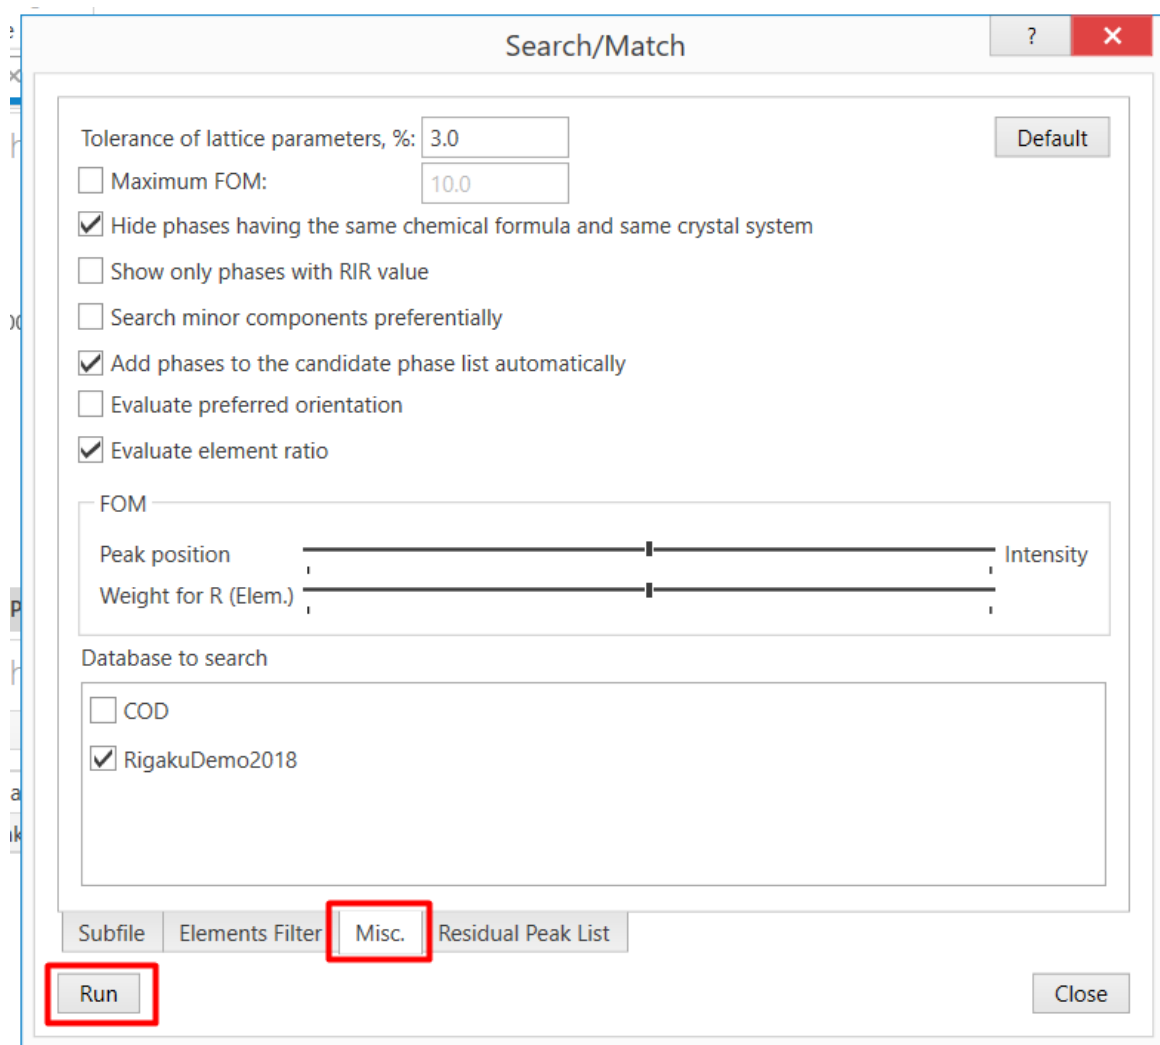 Search/Match
?
Tolerance of lattice parameters, %: 3.0
Default
Maximum FOM: 10.0
Hide phases having the same chemical formula and same crystal system
Show only phases with RIR value
Search minor components preferentially
Add phases to the candidate phase list automatically
Evaluate preferred orientation
Evaluate element ratio
FOM
Peak position Intensity
Weight for R (Elem.)
Database to search
COD
RigakuDemo2018
Subfile Elements Filter Misc. Residual Peak List
Run Close